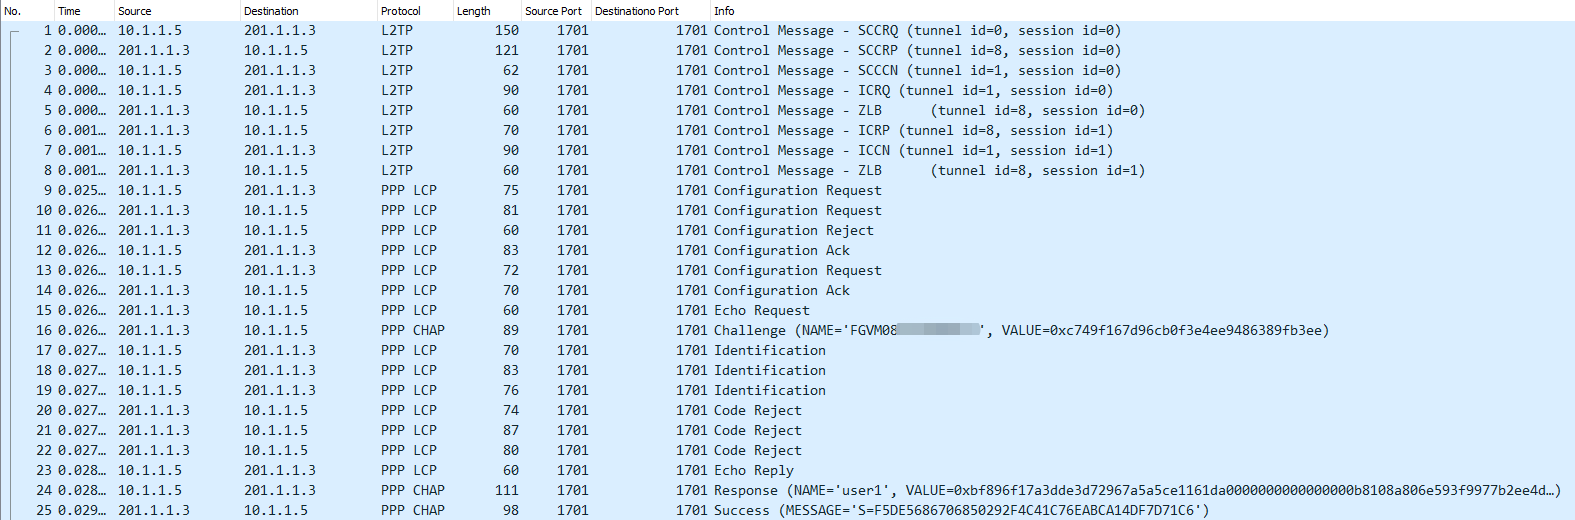 No. Time Source Destination Protocol Length Source Port Destinationo Port Info
1 0.000… 10.1.1.5 201.1.1.3 L2TP 150 1701 1701 Control Message - SCCRQ (tunnel id=0, session id=0)
2 0.000… 201.1.1.3 10.1.1.5 L2TP 121 1701 1701 Control Message - SCCRP (tunnel id=8, session id=0)
3 0.000… 10.1.1.5 201.1.1.3 L2TP 62 1701 1701 Control Message - SCCCN (tunnel id=1, session id=0)
4 0.000… 10.1.1.5 201.1.1.3 L2TP 90 1701 1701 Control Message - ICRQ (tunnel id=1, session id=0)
5 0.000… 201.1.1.3 10.1.1.5 L2TP 60 1701 1701 Control Message - ZLB (tunnel id=8, session id=0)
6 0.001… 201.1.1.3 10.1.1.5 L2TP 70 1701 1701 Control Message - ICRP (tunnel id=8, session id=1)
7 0.001… 10.1.1.5 201.1.1.3 L2TP 90 1701 1701 Control Message - ICCN (tunnel id=1, session id=1)
8 0.001… 201.1.1.3 10.1.1.5 L2TP 60 1701 1701 Control Message - ZLB (tunnel id=8, session id=1)
9 0.025… 10.1.1.5 201.1.1.3 PPP LCP 75 1701 1701 Configuration Request
10 0.026… 201.1.1.3 10.1.1.5 PPP LCP 81 1701 1701 Configuration Request
11 0.026… 201.1.1.3 10.1.1.5 PPP LCP 60 1701 1701 Configuration Reject
12 0.026… 10.1.1.5 201.1.1.3 PPP LCP 83 1701 1701 Configuration Ack
13 0.026… 10.1.1.5 201.1.1.3 PPP LCP 72 1701 1701 Configuration Request
14 0.026… 201.1.1.3 10.1.1.5 PPP LCP 70 1701 1701 Configuration Ack
15 0.026… 201.1.1.3 10.1.1.5 PPP LCP 60 1701 1701 Echo Request
16 0.026… 201.1.1.3 10.1.1.5 PPP CHAP 89 1701 1701 Challenge (NAME='FGVM08 ', VALUE=0xc749f167d96cb0f3e4ee9486389fb3ee)
17 0.027… 10.1.1.5 201.1.1.3 PPP LCP 70 1701 1701 Identification
18 0.027… 10.1.1.5 201.1.1.3 PPP LCP 83 1701 1701 Identification
19 0.027… 10.1.1.5 201.1.1.3 PPP LCP 76 1701 1701 Identification
20 0.027… 201.1.1.3 10.1.1.5 PPP LCP 74 1701 1701 Code Reject
21 0.027… 201.1.1.3 10.1.1.5 PPP LCP 87 1701 1701 Code Reject
22 0.027… 201.1.1.3 10.1.1.5 PPP LCP 80 1701 1701 Code Reject
23 0.028… 10.1.1.5 201.1.1.3 PPP LCP 60 1701 1701 Echo Reply
24 0.028… 10.1.1.5 201.1.1.3 PPP CHAP 111 1701 1701 Response (NAME='user1', VALUE=0xbf896f17a3dde3d72967a5a5ce1161da0000000000000000b8108a806e593f9977b2ee4d…)
25 0.029… 201.1.1.3 10.1.1.5 PPP CHAP 98 1701 1701 Success (MESSAGE='S=F5DE5686706850292F4C41C76EABCA14DF7D71C6')